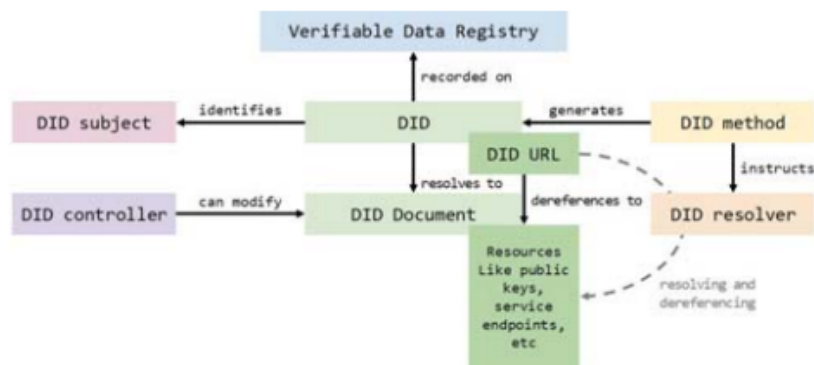 Verifiable Data Registry
recorded on
identifies
generates
DID subject
DID
DID method
DID URL
instructs
resolves to
dereferences to
can modify
DID controller
DID Document
DID resolver
Resources
Like public
keys,
service
endpoints,
etc
resolving and
dereferencing